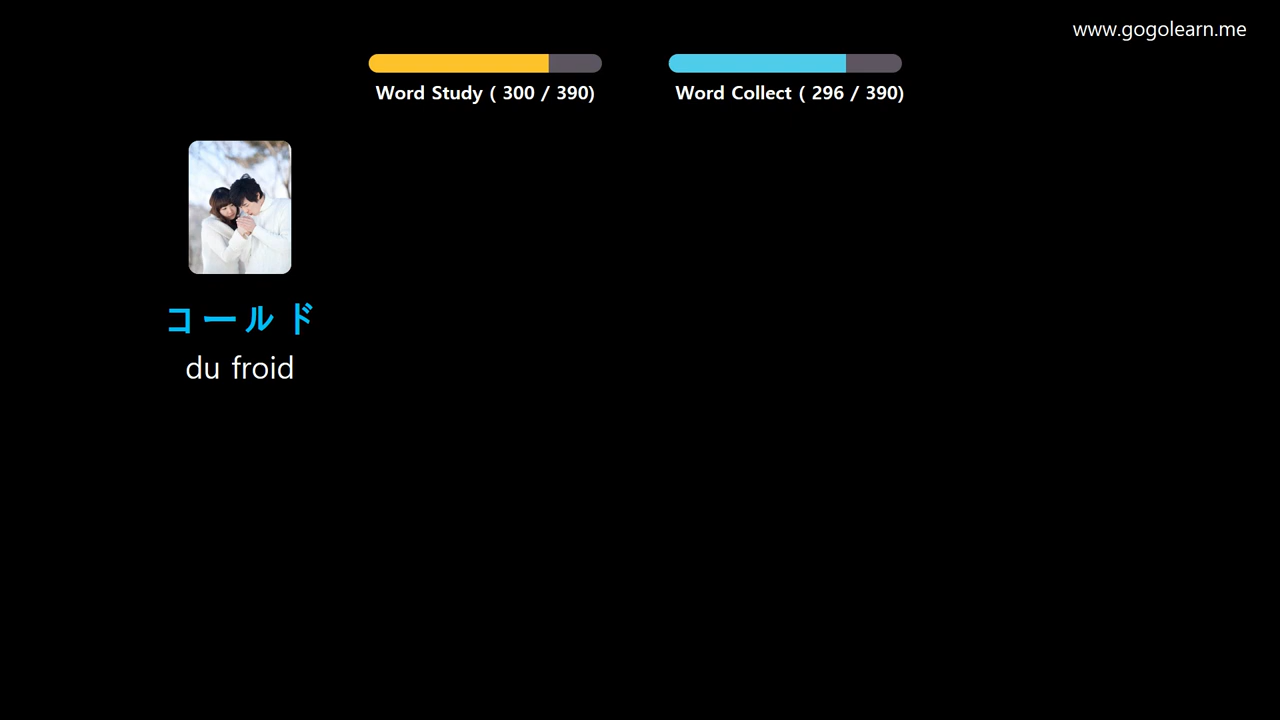 www.gogolearn.me
Word Study ( 300 / 390)
Word Collect ( 296 / 390)
コールド
du froid